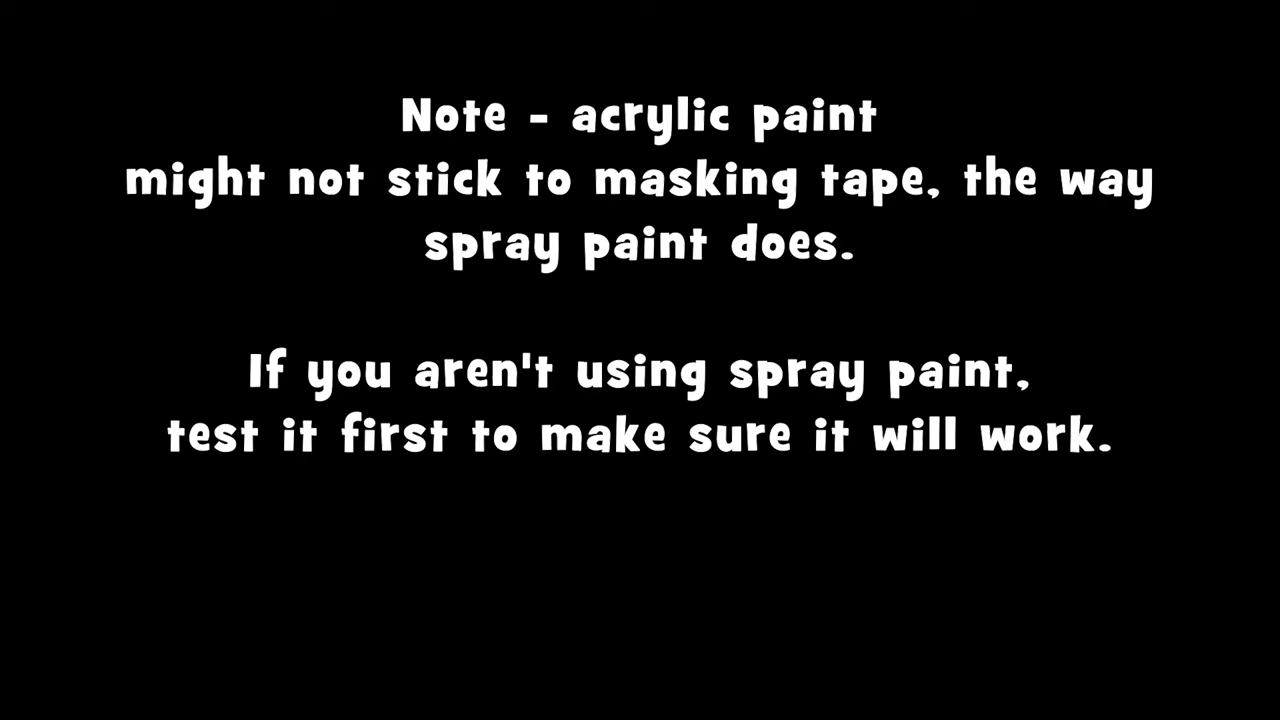 Note - acrylic paint
might not stick to masking tape, the way
spray paint does.
If you aren't using spray paint,
test it first to make sure it will work.